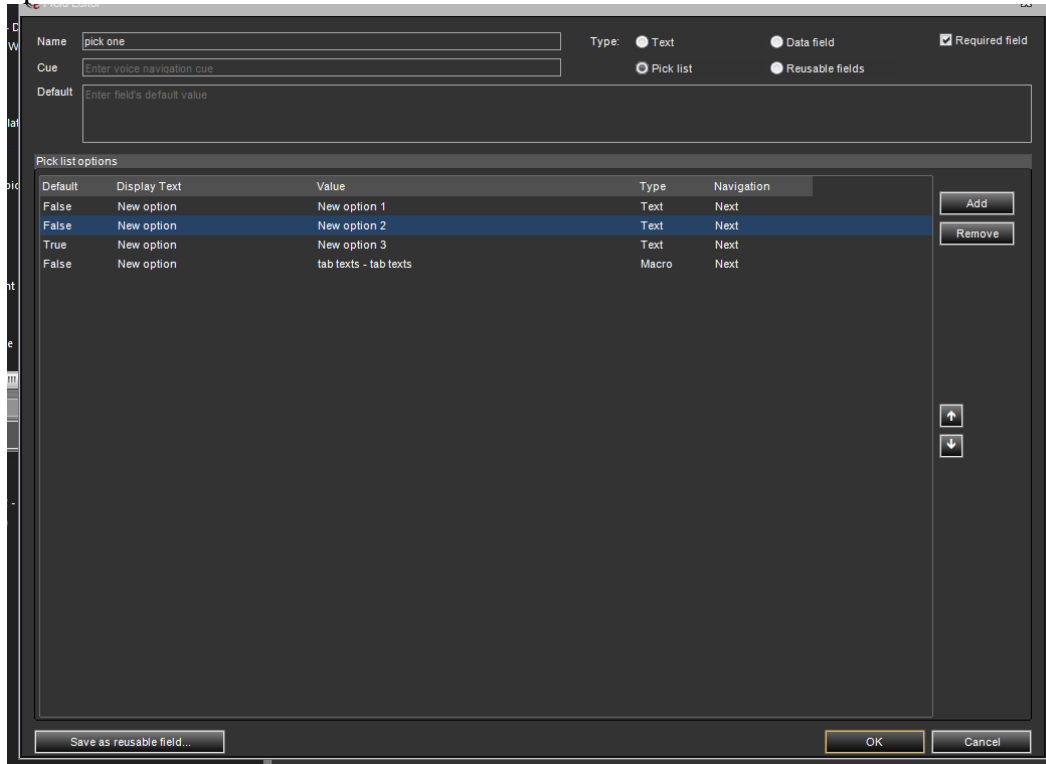 Field Editor
Name pick one Type: Text Data field Required field
Cue Enter voice navigation cue Pick list Reusable fields
Default Enter field's default value
Pick list options
Default Display Text Value Type Navigation
False New option New option 1 Text Next
False New option New option 2 Text Next
True New option New option 3 Text Next
False New option tab texts - tab texts Macro Next
Add
Remove
Save as reusable field... OK Cancel